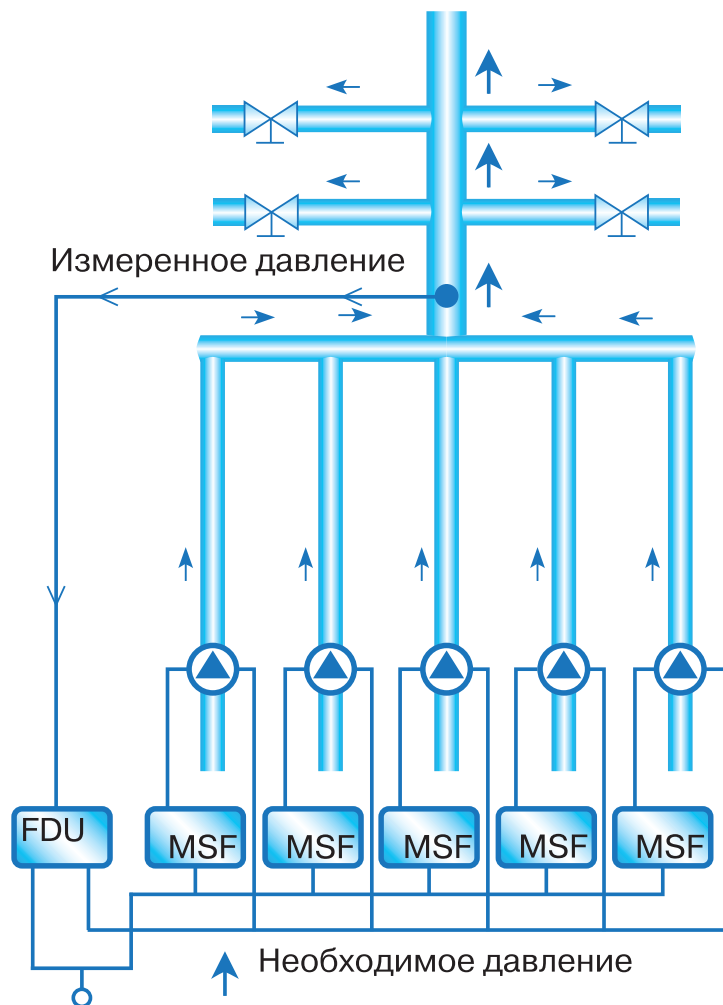 Измеренное давление
FDU
MSF
MSF
MSF
MSF
MSF
Необходимое давление